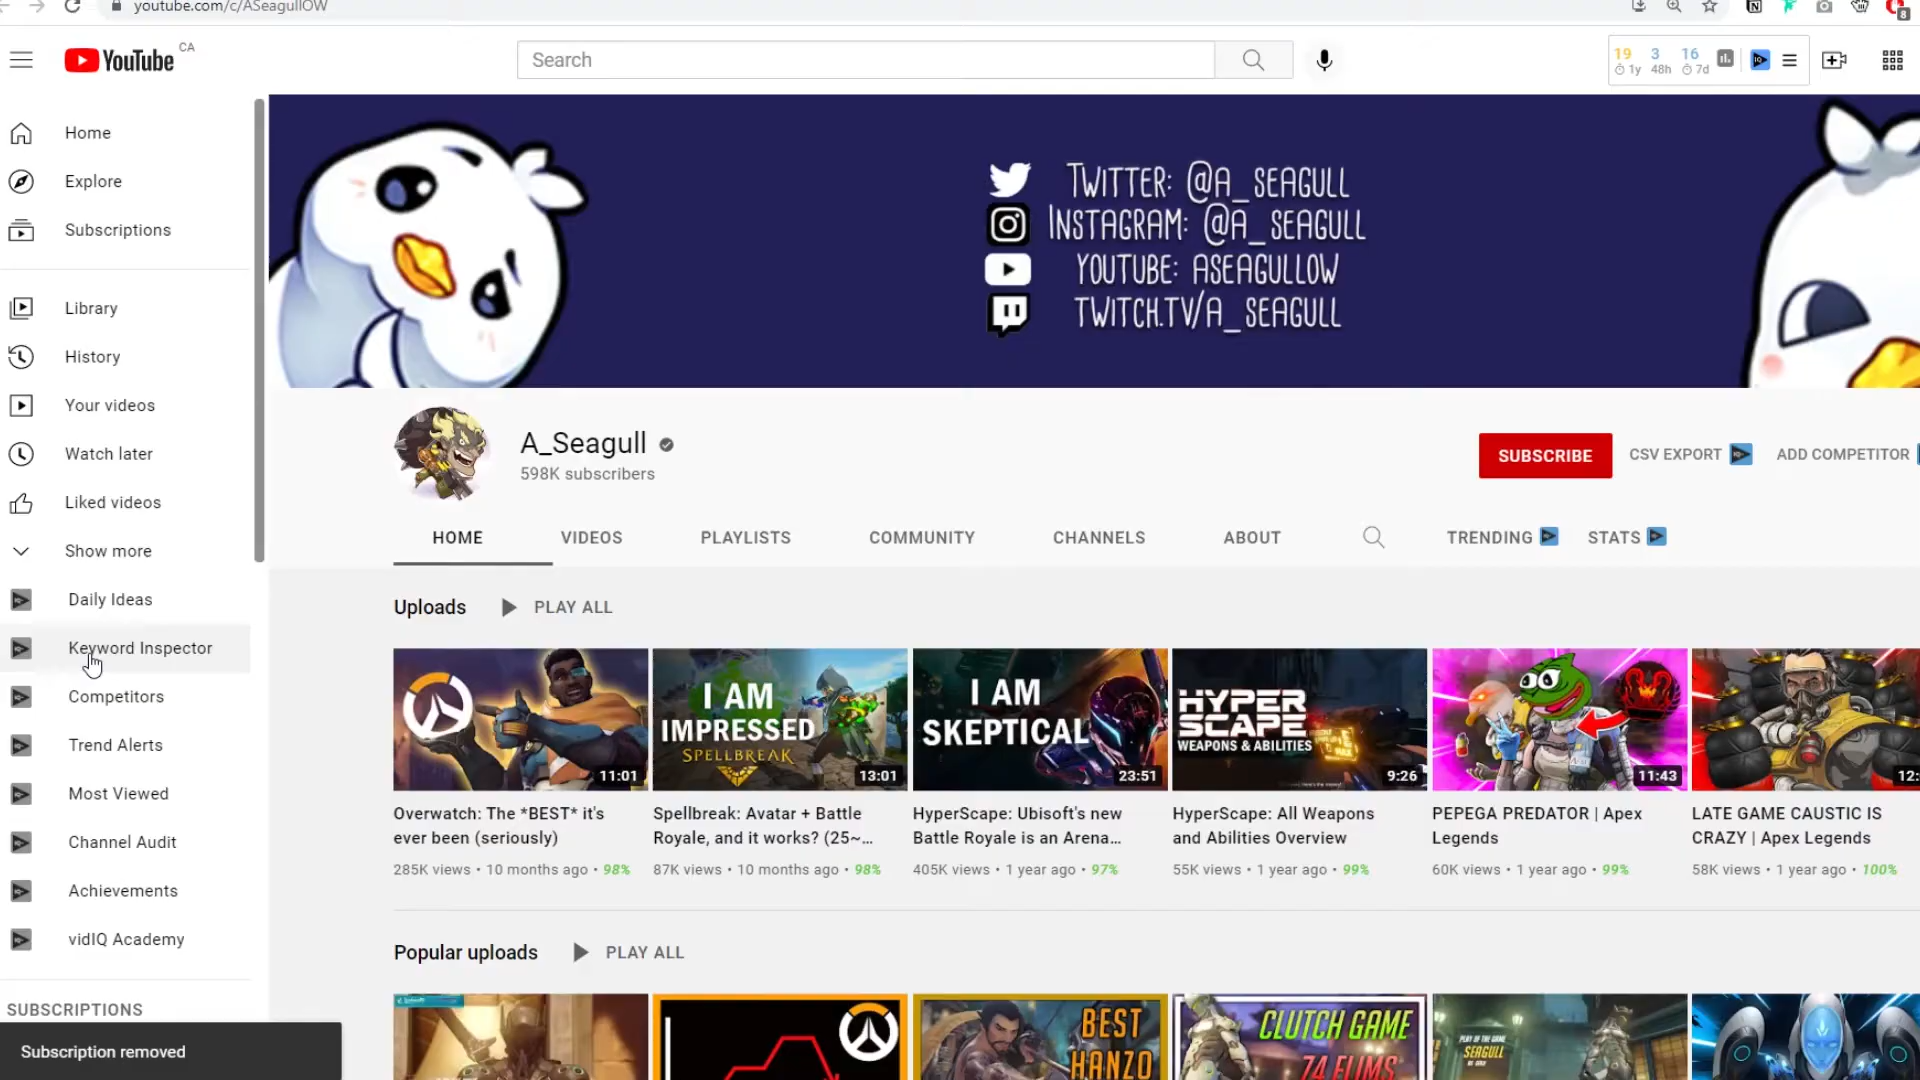 youtube.com/c/ASeagullOW
YouTube CA
Search
19 3 16
1y 48h 7d
8
Home
Explore
Subscriptions
Library
History
Your videos
Watch later
Liked videos
Show more
Daily Ideas
Keyword Inspector
Competitors
Trend Alerts
Most Viewed
Channel Audit
Achievements
vidIQ Academy
SUBSCRIPTIONS
Subscription removed
TWITTER: @A_SEAGULL
INSTAGRAM: @A_SEAGULL
YOUTUBE: ASEAGULLOW
TWITCH.TV/A_SEAGULL
A_Seagull
598K subscribers
SUBSCRIBE
CSV EXPORT
ADD COMPETITOR
HOME VIDEOS PLAYLISTS COMMUNITY CHANNELS ABOUT TRENDING STATS
Uploads PLAY ALL
11:01
Overwatch: The *BEST* it's
ever been (seriously)
285K views • 10 months ago • 98%
I AM
IMPRESSED
SPELLBREAK
13:01
Spellbreak: Avatar + Battle
Royale, and it works? (25~...
87K views • 10 months ago • 98%
I AM
SKEPTICAL
23:51
HyperScape: Ubisoft's new
Battle Royale is an Arena...
405K views • 1 year ago • 97%
HYPER
SCAPE
WEAPONS & ABILITIES
9:26
HyperScape: All Weapons
and Abilities Overview
55K views • 1 year ago • 99%
11:43
PEPEGA PREDATOR | Apex
Legends
60K views • 1 year ago • 99%
12:
LATE GAME CAUSTIC IS
CRAZY | Apex Legends
58K views • 1 year ago • 100%
Popular uploads PLAY ALL
BEST
HANZO
CLUTCH GAME
74 ELIMS
PLAY OF THE GAME
SEAGULL